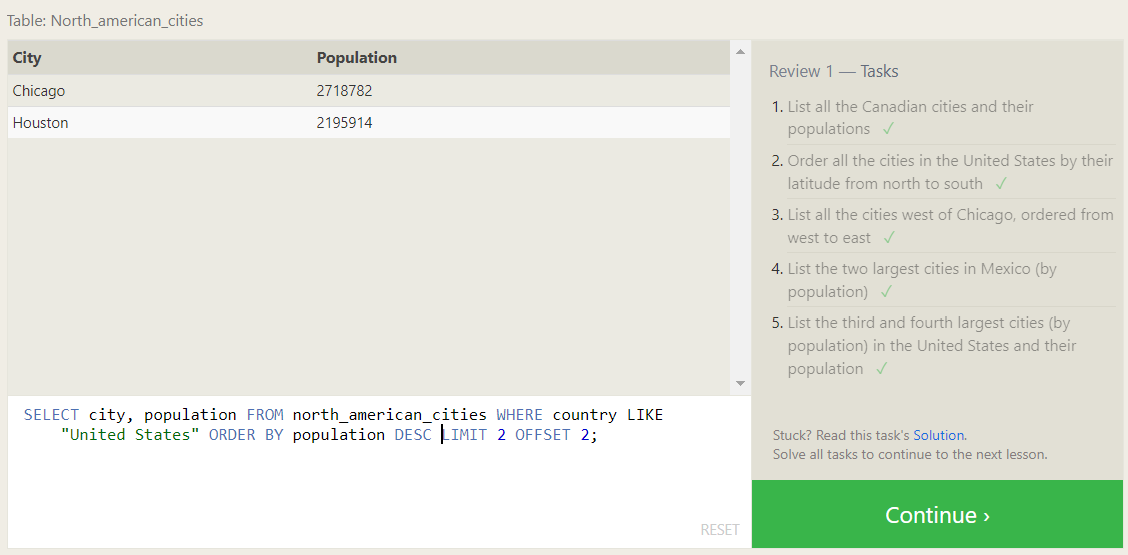 Table: North_american_cities
City Population
Chicago 2718782
Houston 2195914
SELECT city, population FROM north_american_cities WHERE country LIKE
"United States" ORDER BY population DESC LIMIT 2 OFFSET 2;
RESET
Review 1 — Tasks
1. List all the Canadian cities and their
populations ✓
2. Order all the cities in the United States by their
latitude from north to south ✓
3. List all the cities west of Chicago, ordered from
west to east ✓
4. List the two largest cities in Mexico (by
population) ✓
5. List the third and fourth largest cities (by
population) in the United States and their
population ✓
Stuck? Read this task's Solution.
Solve all tasks to continue to the next lesson.
Continue ›